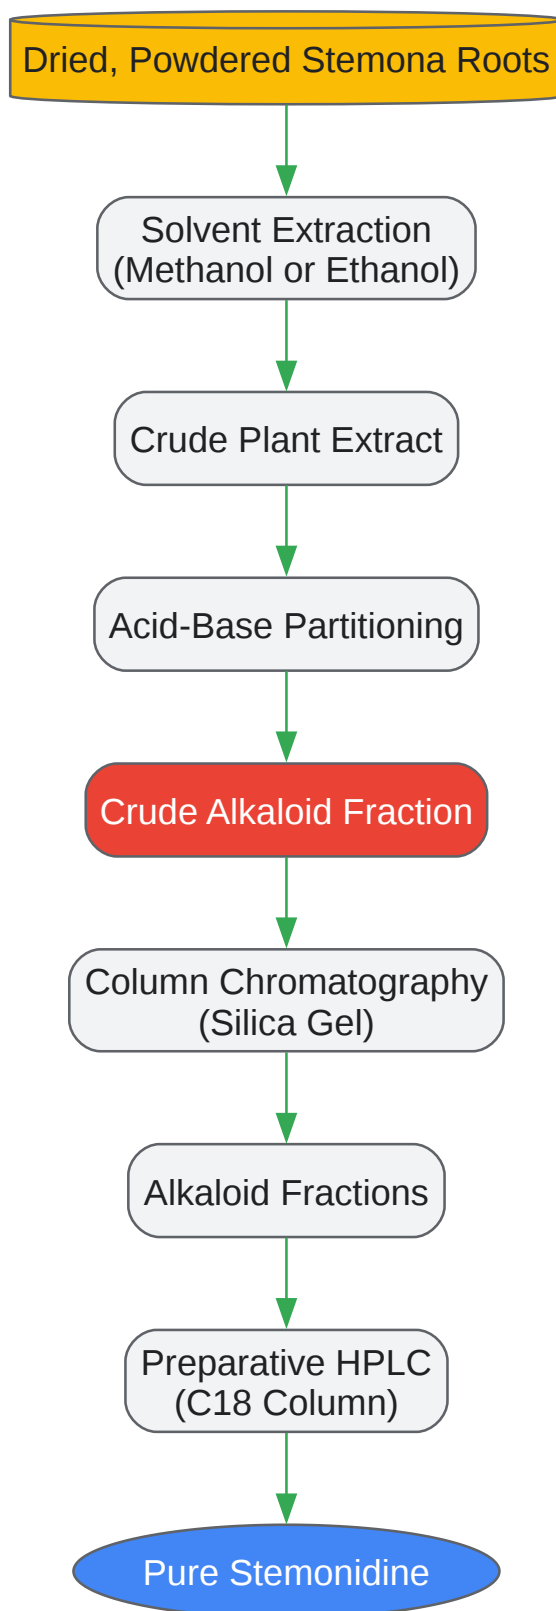 Dried, Powdered Stemona Roots
Solvent Extraction
(Methanol or Ethanol)
Crude Plant Extract
Acid-Base Partitioning
Crude Alkaloid Fraction
Column Chromatography
(Silica Gel)
Alkaloid Fractions
Preparative HPLC
(C18 Column)
Pure Stemonidine